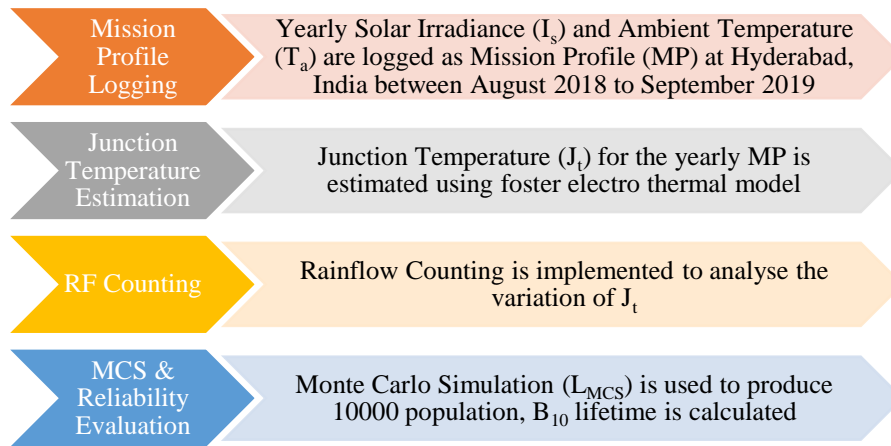 Mission
Profile
Logging
Yearly Solar Irradiance (Iₛ) and Ambient Temperature
(Tₐ) are logged as Mission Profile (MP) at Hyderabad,
India between August 2018 to September 2019
Junction
Temperature
Estimation
Junction Temperature (Jₜ) for the yearly MP is
estimated using foster electro thermal model
RF Counting
Rainflow Counting is implemented to analyse the
variation of Jₜ
MCS &
Reliability
Evaluation
Monte Carlo Simulation (L_MCS) is used to produce
10000 population, B₁₀ lifetime is calculated